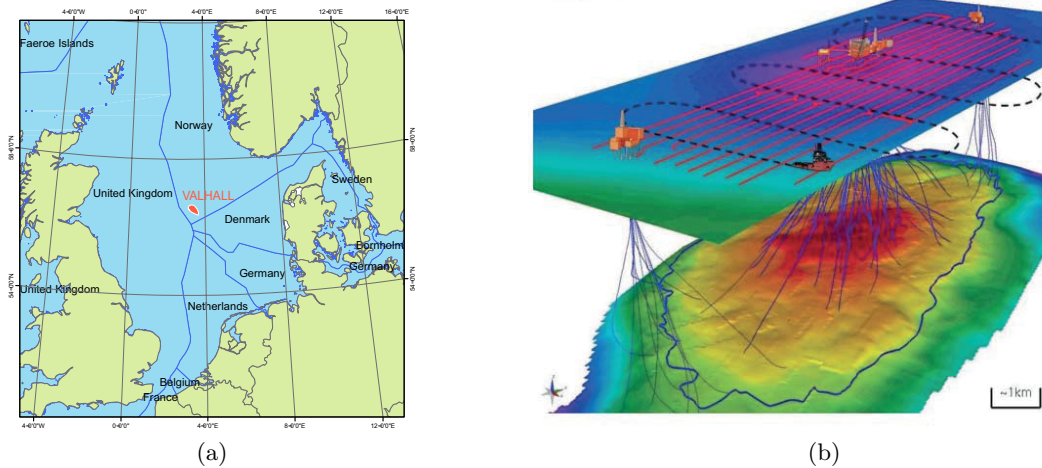 4-0'0"E 0-0'0" 4-0'0"E 8-0'0"E 12-0'0"E 16-0'0"E
Faeroe Islands
Norway
58-0'0"N
58-0'0"N
Sweden
United Kingdom
VALHALL
Denmark
Bornholm
Germany
Germany
54-0'0"N
United Kingdom
54-0'0"N
Netherlands
Belgium
France
4-0'0"E 0-0'0" 4-0'0"E 8-0'0"E 12-0'0"E
~1km
(a)
(b)